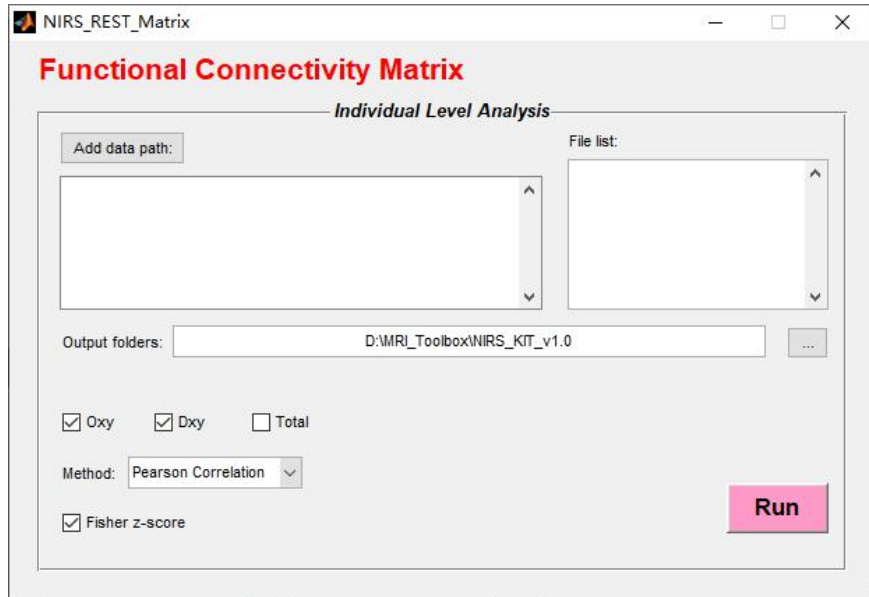 NIRS_REST_Matrix
Functional Connectivity Matrix
Individual Level Analysis
Add data path:
File list:
Output folders: D:\MRI_Toolbox\NIRS_KIT_v1.0 ...
Oxy Dxy Total
Method: Pearson Correlation
Fisher z-score
Run